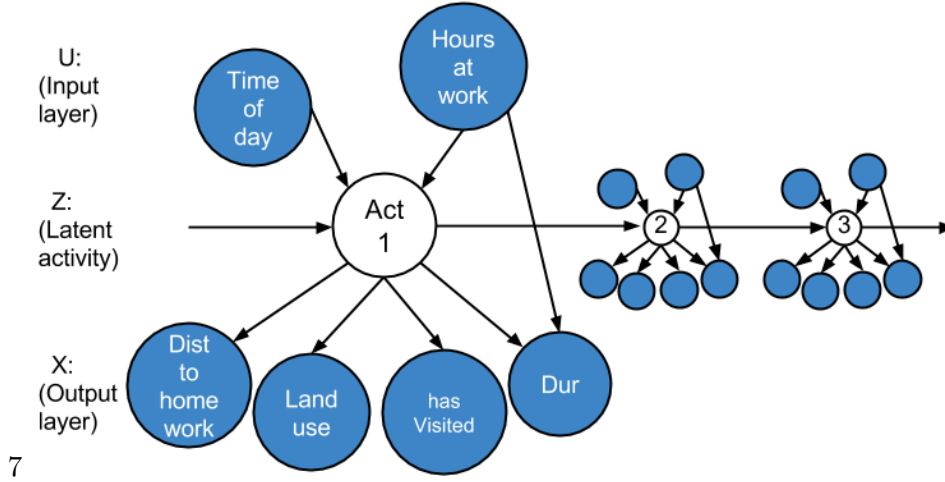 U:
(Input
layer)
Time
of
day
Hours
at
work
Z:
(Latent
activity)
Act
1
2
3
X:
(Output
layer)
Dist
to
home
work
Land
use
has
Visited
Dur
7